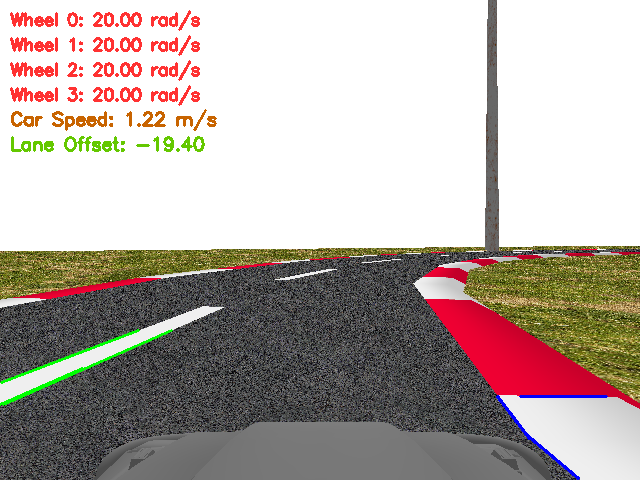 Wheel 0: 20.00 rad/s
Wheel 1: 20.00 rad/s
Wheel 2: 20.00 rad/s
Wheel 3: 20.00 rad/s
Car Speed: 1.22 m/s
Lane Offset: -19.40